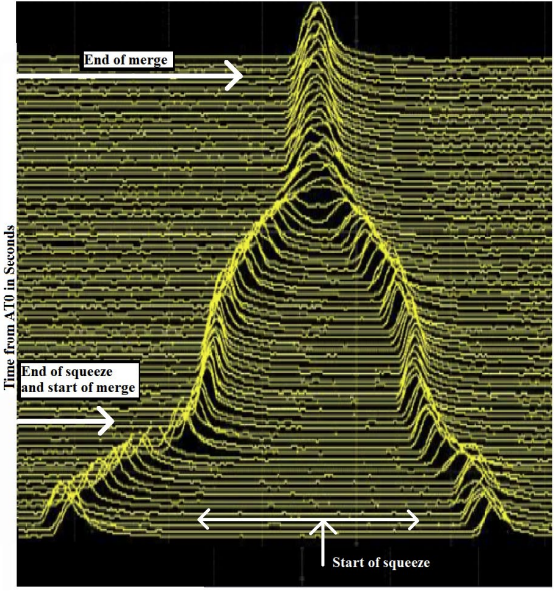 End of merge
Time from AT0 in Seconds
End of squeeze
and start of merge
Start of squeeze